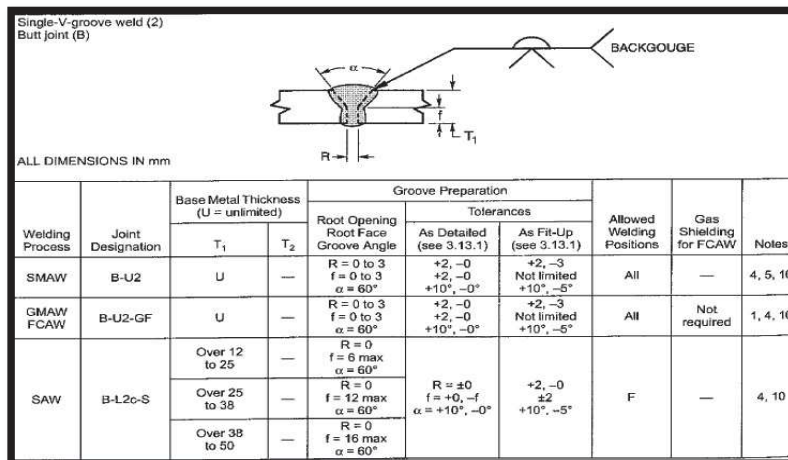 Single-V-groove weld (2)
Butt joint (B)
BACKGOUGE
α
f
T₁
R
ALL DIMENSIONS IN mm
Welding Process
Joint Designation
Base Metal Thickness (U = unlimited)
T₁
T₂
Groove Preparation
Root Opening Root Face Groove Angle
Tolerances
As Detailed (see 3.13.1)
As Fit-Up (see 3.13.1)
Allowed Welding Positions
Gas Shielding for FCAW
Notes
SMAW
B-U2
U
—
R = 0 to 3
f = 0 to 3
α = 60°
+2, –0
+2, –0
+10°, –0°
+2, –3
Not limited
+10°, –5°
All
—
4, 5, 10
GMAW
FCAW
B-U2-GF
U
—
R = 0 to 3
f = 0 to 3
α = 60°
+2, –0
+2, –0
+10°, –0°
+2, –3
Not limited
+10°, –5°
All
Not required
1, 4, 10
SAW
B-L2c-S
Over 12 to 25
—
R = 0
f = 6 max
α = 60°
Over 25 to 38
—
R = 0
f = 12 max
α = 60°
Over 38 to 50
—
R = 0
f = 16 max
α = 60°
R = ±0
f = +0, –f
α = +10°, –0°
+2, –0
±2
+10°, –5°
F
—
4, 10